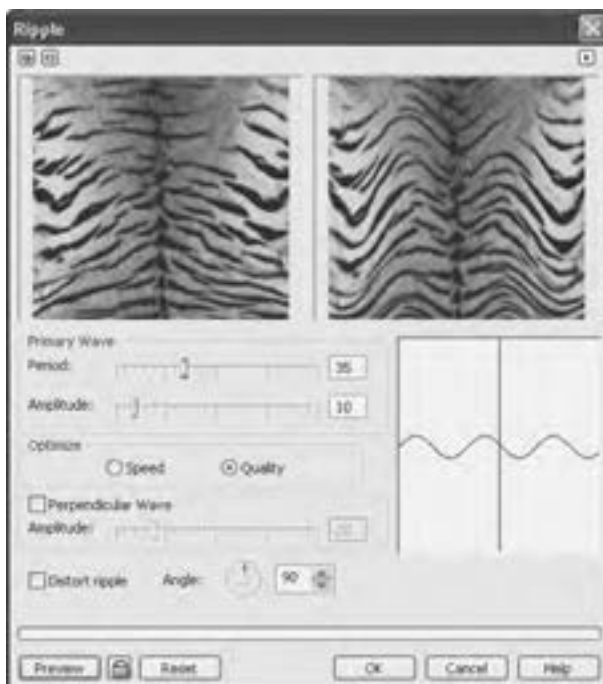 Ripple
Primary Wave
Period: 35
Amplitude: 10
Optimize
Speed Quality
Perpendicular Wave
Amplitude:
Distort ripple Angle: 90
Preview Reset OK Cancel Help